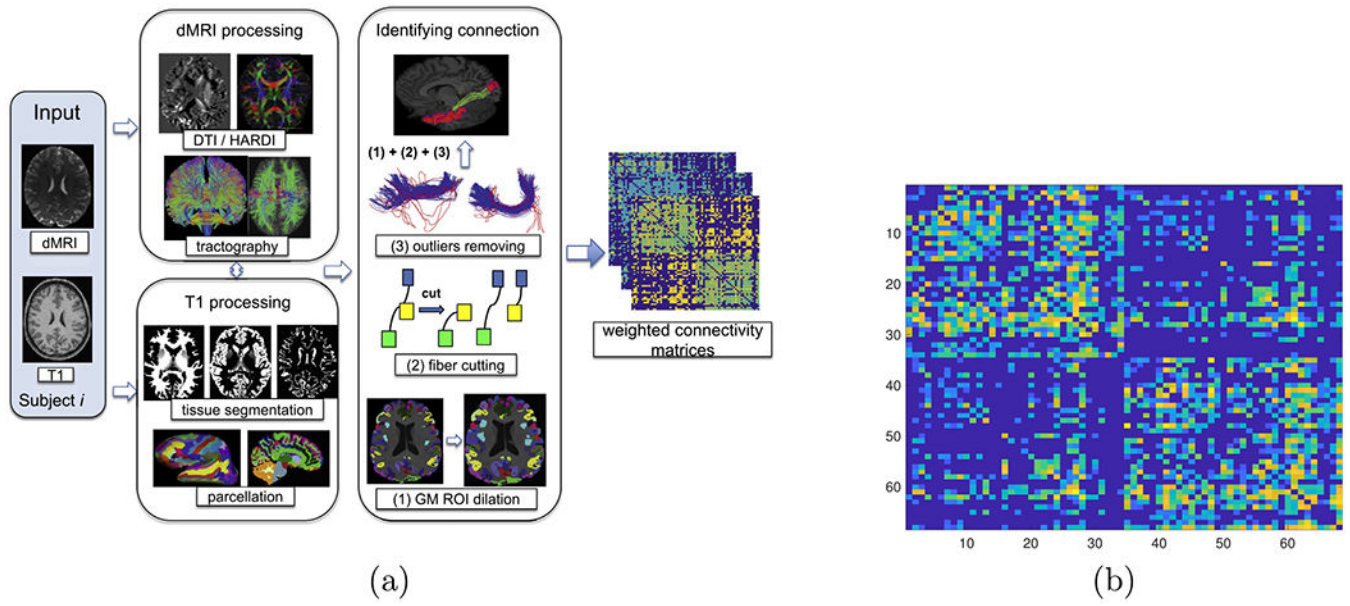 Input
dMRI
T1
Subject i
dMRI processing
DTI / HARDI
tractography
T1 processing
tissue segmentation
parcellation
Identifying connection
(1) + (2) + (3)
(3) outliers removing
cut
(2) fiber cutting
(1) GM ROI dilation
weighted connectivity
matrices
(a)
10
20
30
40
50
60
10
20
30
40
50
60
(b)